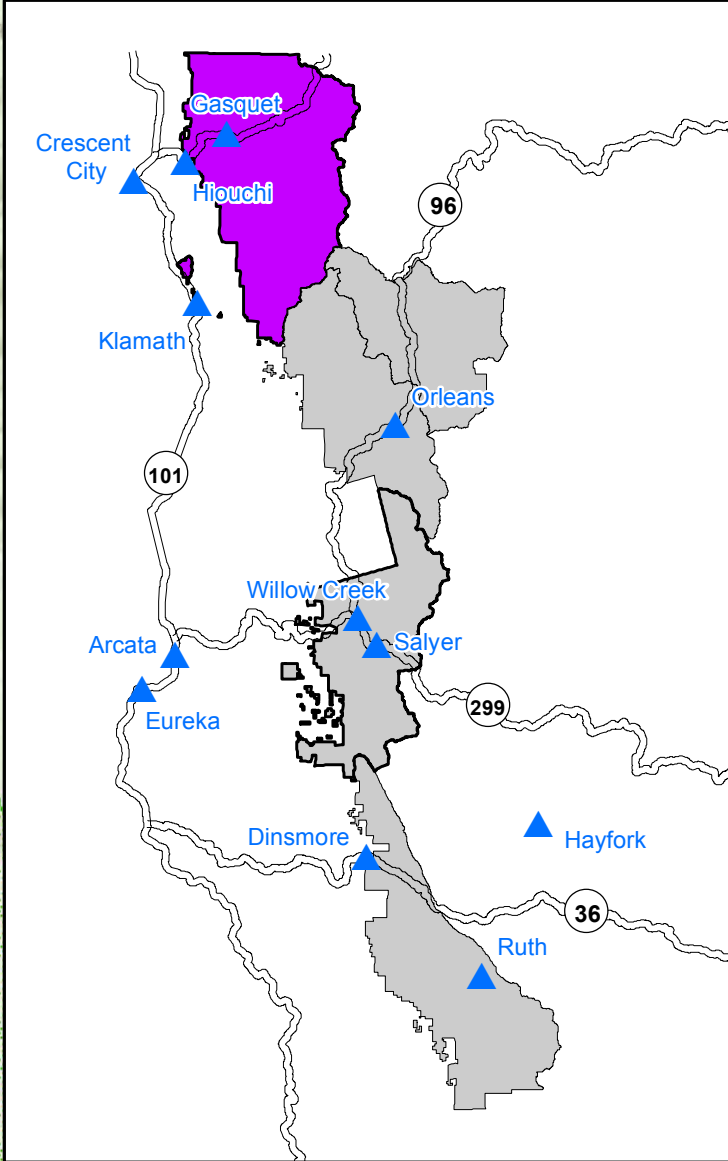 Gasquet
Crescent
City
Hiouchi
96
Klamath
Orleans
101
Willow Creek
Arcata
Salyer
Eureka
299
Dinsmore
Hayfork
36
Ruth